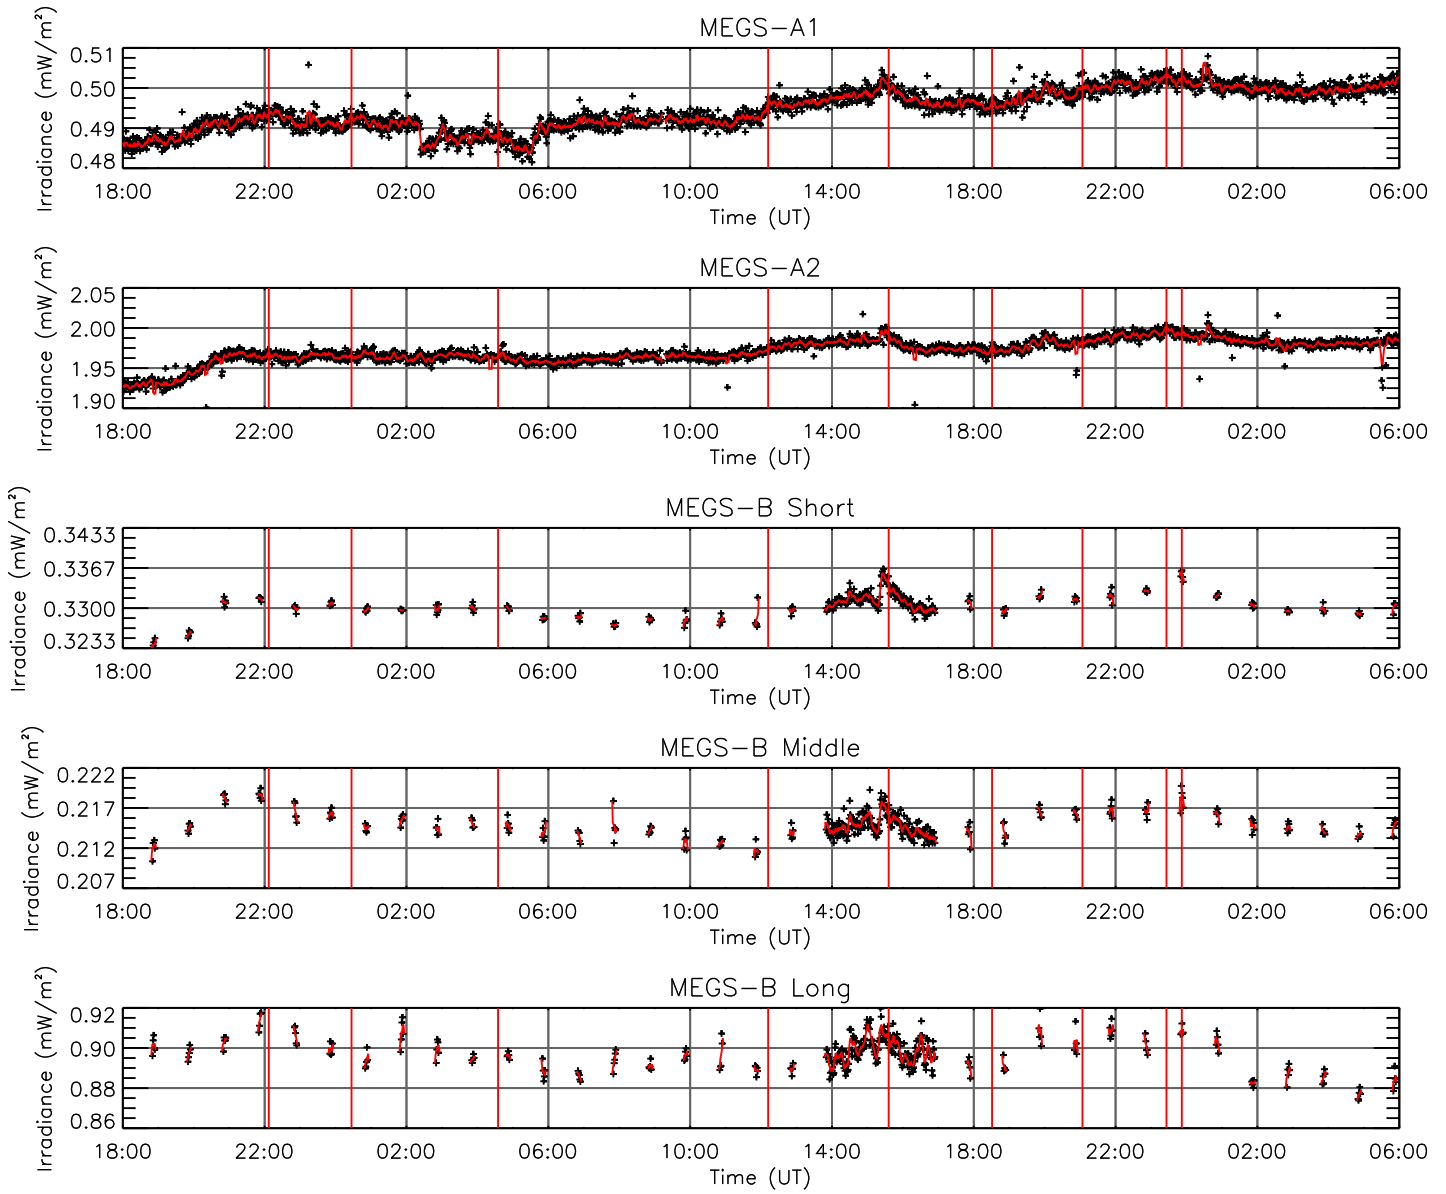 MEGS-A1
Irradiance (mW/m²)
0.51
0.50
0.49
0.48
18:00 22:00 02:00 06:00 10:00 14:00 18:00 22:00 02:00 06:00
Time (UT)
MEGS-A2
Irradiance (mW/m²)
2.05
2.00
1.95
1.90
18:00 22:00 02:00 06:00 10:00 14:00 18:00 22:00 02:00 06:00
Time (UT)
MEGS-B Short
Irradiance (mW/m²)
0.3433
0.3367
0.3300
0.3233
18:00 22:00 02:00 06:00 10:00 14:00 18:00 22:00 02:00 06:00
Time (UT)
MEGS-B Middle
Irradiance (mW/m²)
0.222
0.217
0.212
0.207
18:00 22:00 02:00 06:00 10:00 14:00 18:00 22:00 02:00 06:00
Time (UT)
MEGS-B Long
Irradiance (mW/m²)
0.92
0.90
0.88
0.86
18:00 22:00 02:00 06:00 10:00 14:00 18:00 22:00 02:00 06:00
Time (UT)